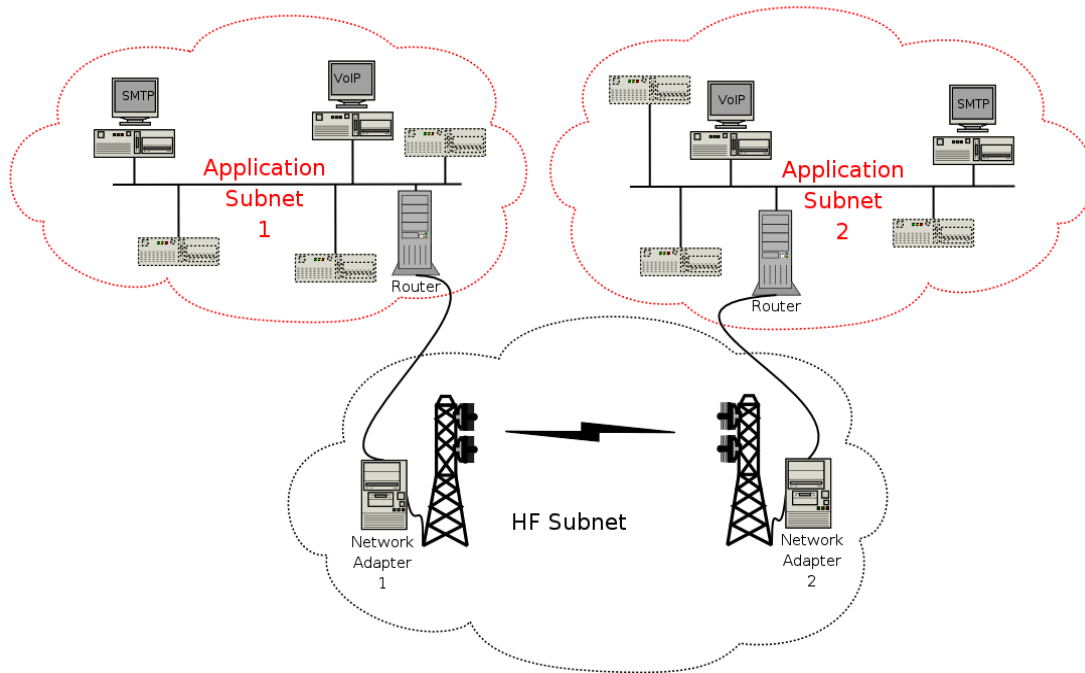 SMTP
VoIP
Application
Subnet
1
Router
VoIP
SMTP
Application
Subnet
2
Router
HF Subnet
Network
Adapter
1
Network
Adapter
2